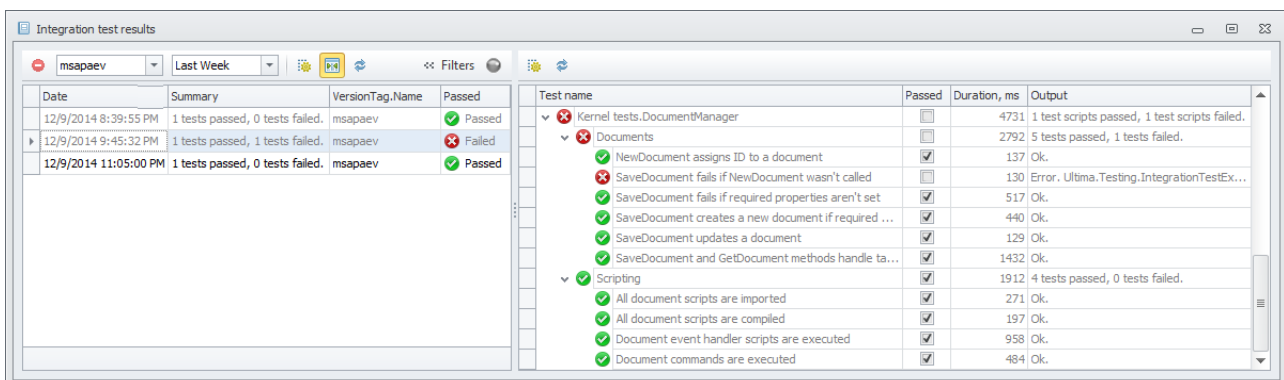 Integration test results
msapaev Last Week << Filters
Date Summary VersionTag.Name Passed
12/9/2014 8:39:55 PM 1 tests passed, 0 tests failed. msapaev Passed
12/9/2014 9:45:32 PM 1 tests passed, 1 tests failed. msapaev Failed
12/9/2014 11:05:00 PM 1 tests passed, 0 tests failed. msapaev Passed
Test name Passed Duration, ms Output
Kernel tests.DocumentManager 4731 1 test scripts passed, 1 test scripts failed.
Documents 2792 5 tests passed, 1 tests failed.
NewDocument assigns ID to a document 137 Ok.
SaveDocument fails if NewDocument wasn't called 130 Error. Ultima.Testing.IntegrationTestEx...
SaveDocument fails if required properties aren't set 517 Ok.
SaveDocument creates a new document if required ... 440 Ok.
SaveDocument updates a document 129 Ok.
SaveDocument and GetDocument methods handle ta... 1432 Ok.
Scripting 1912 4 tests passed, 0 tests failed.
All document scripts are imported 271 Ok.
All document scripts are compiled 197 Ok.
Document event handler scripts are executed 958 Ok.
Document commands are executed 484 Ok.